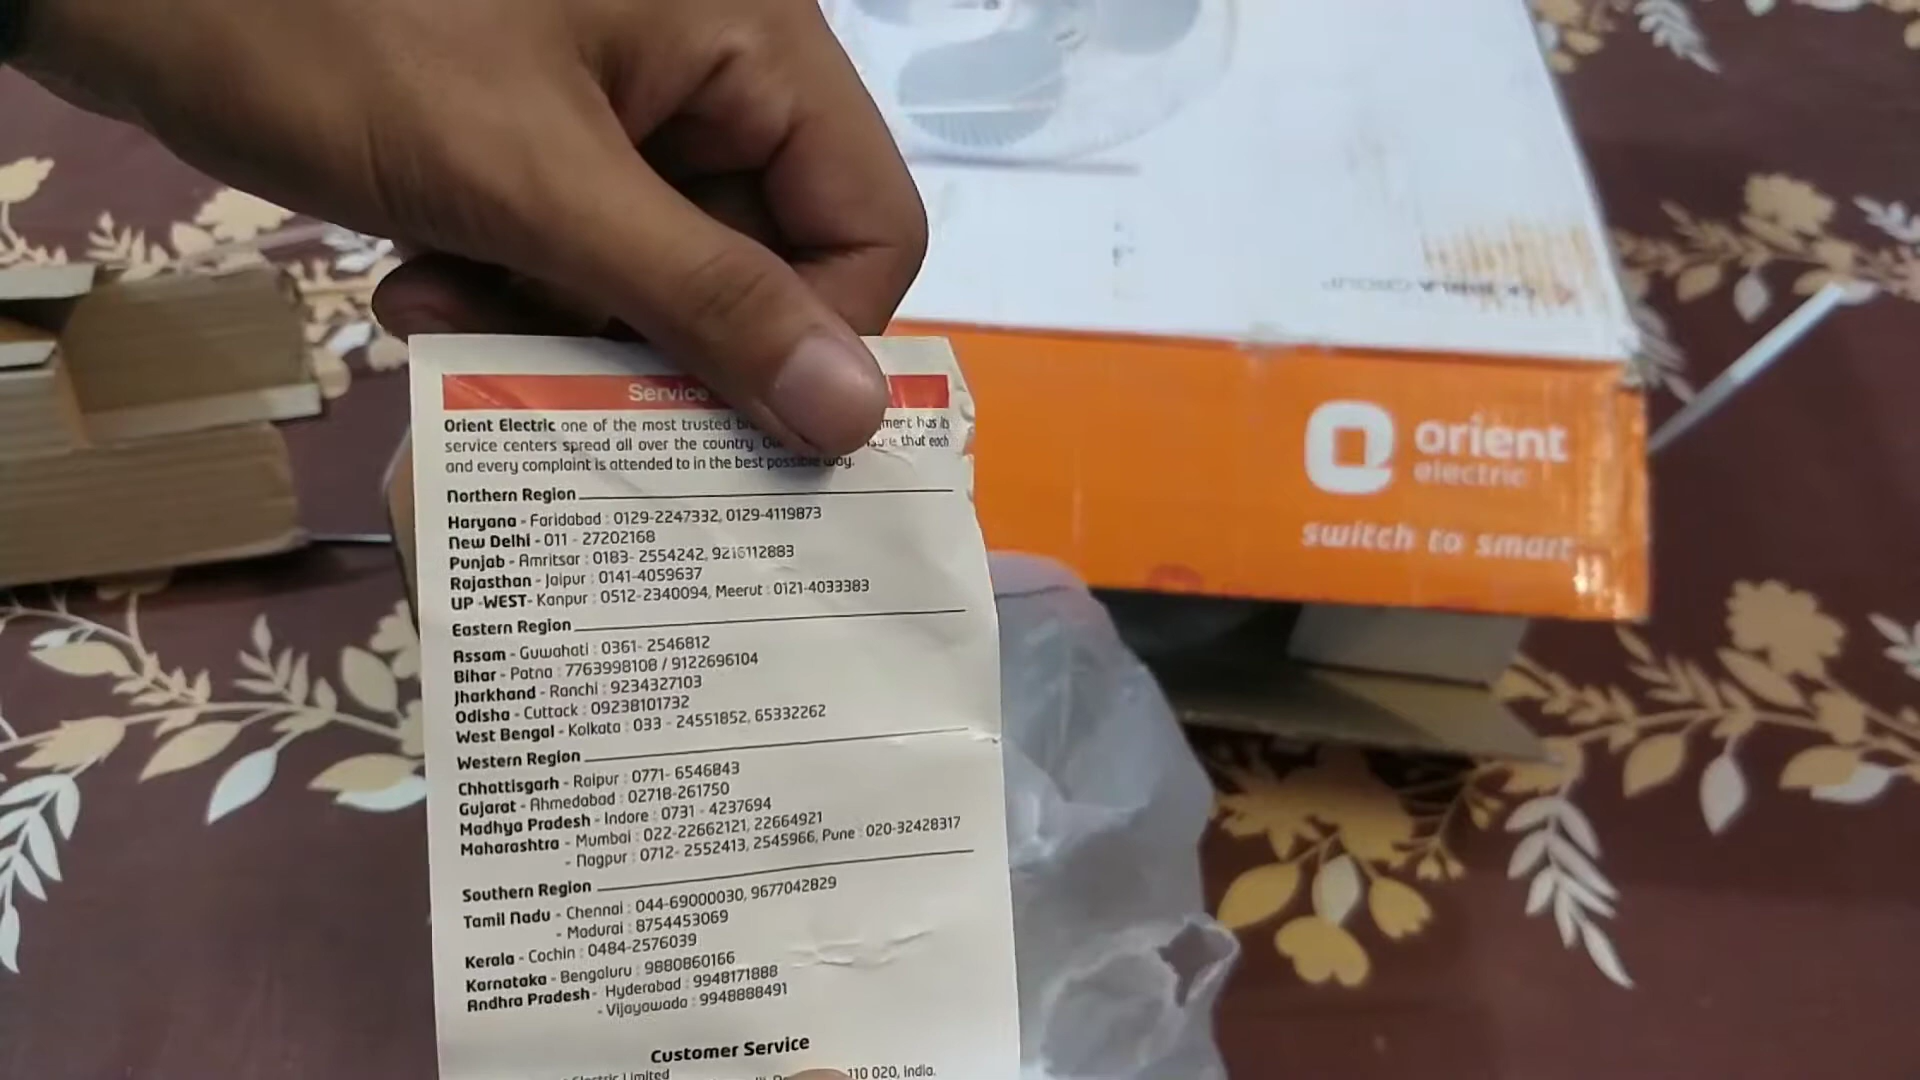 Service
Orient Electric one of the most trusted has its
service centers spread all over the country. that each
and every complaint is attended to in the best possible way.
Northern Region
Haryana - Faridabad : 0129-2247332, 0129-4119873
New Delhi - 011 - 27202168
Punjab - Amritsar : 0183- 2554242, 9216112883
Rajasthan - Jaipur : 0141-4059637
UP -WEST- Kanpur : 0512-2340094, Meerut : 0121-4033383
Eastern Region
Assam - Guwahati : 0361- 2546812
Bihar - Patna : 7763998108 / 9122696104
Jharkhand - Ranchi : 9234327103
Odisha - Cuttack : 09238101732
West Bengal - Kolkata : 033 - 24551852, 65332262
Western Region
Chhattisgarh - Raipur : 0771- 6546843
Gujarat - Ahmedabad : 02718-261750
Madhya Pradesh - Indore : 0731 - 4237694
Maharashtra - Mumbai : 022-22662121, 22664921
- Nagpur : 0712- 2552413, 2545966, Pune : 020-32428317
Southern Region
Tamil Nadu - Chennai : 044-69000030, 9677042829
- Madurai : 8754453069
Kerala - Cochin : 0484-2576039
Karnataka - Bengaluru : 9880860166
Andhra Pradesh- Hyderabad : 9948171888
- Vijayawada : 9948888491
Customer Service
Limited
110 020, India.
orient
electric
switch to smart